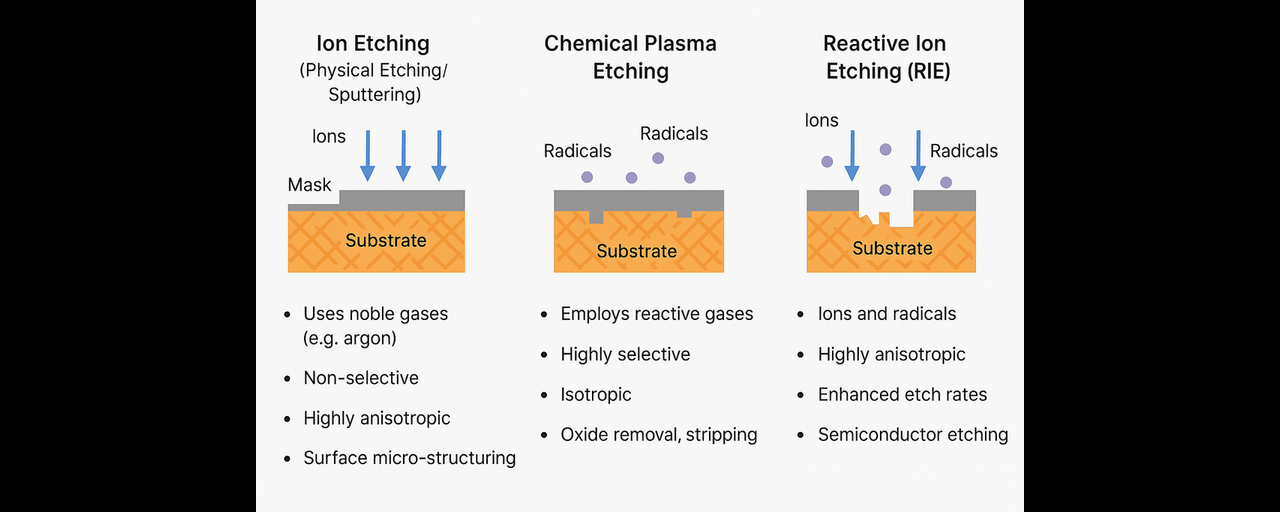 Ion Etching
(Physical Etching/
Sputtering)
Ions
Mask
Substrate
• Uses noble gases
(e.g. argon)
• Non-selective
• Highly anisotropic
• Surface micro-structuring
Chemical Plasma
Etching
Radicals
Radicals
Substrate
• Employs reactive gases
• Highly selective
• Isotropic
• Oxide removal, stripping
Reactive Ion
Etching (RIE)
Ions
Radicals
Substrate
• Ions and radicals
• Highly anisotropic
• Enhanced etch rates
• Semiconductor etching